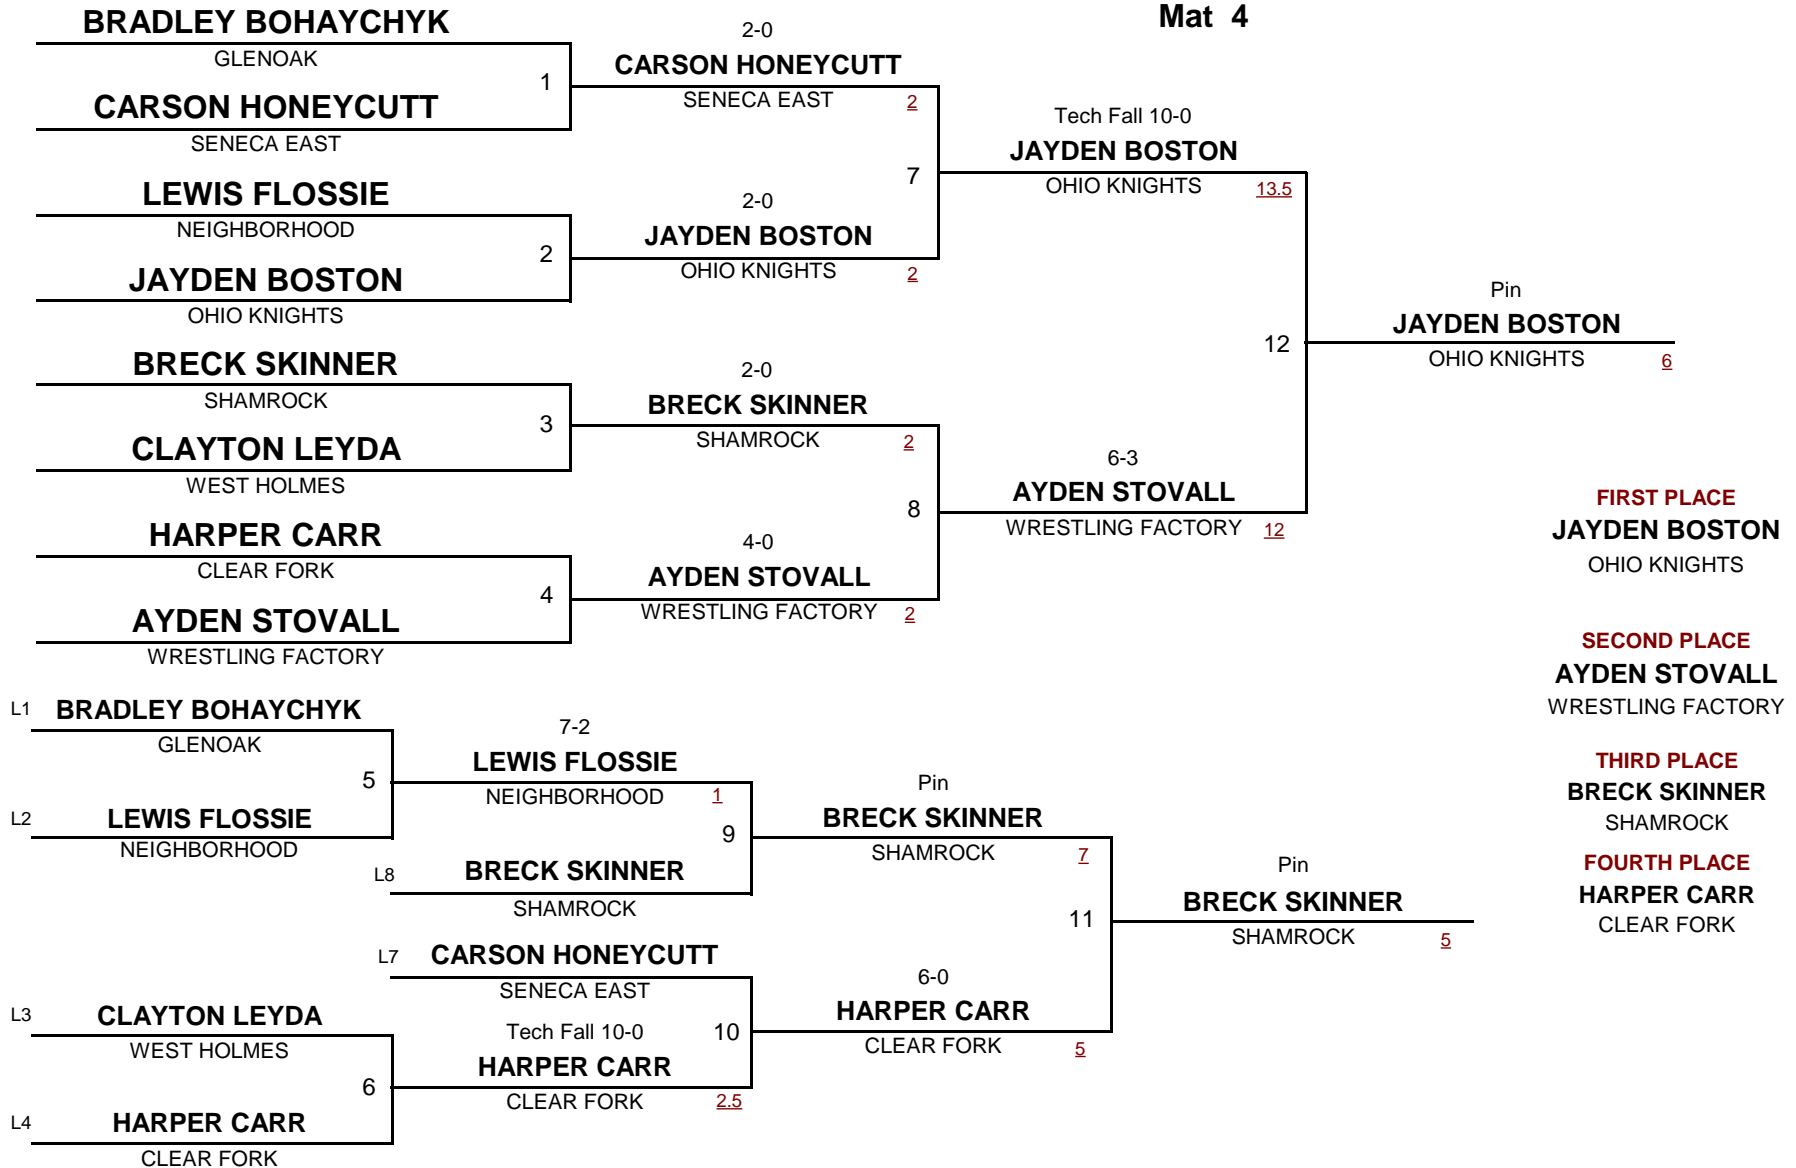 Mat 4
BRADLEY BOHAYCHYK
GLENOAK
1
CARSON HONEYCUTT
SENECA EAST
LEWIS FLOSSIE
NEIGHBORHOOD
2
JAYDEN BOSTON
OHIO KNIGHTS
BRECK SKINNER
SHAMROCK
3
CLAYTON LEYDA
WEST HOLMES
HARPER CARR
CLEAR FORK
4
AYDEN STOVALL
WRESTLING FACTORY
2-0
CARSON HONEYCUTT
SENECA EAST 2
7
2-0
JAYDEN BOSTON
OHIO KNIGHTS 2
2-0
BRECK SKINNER
SHAMROCK 2
8
4-0
AYDEN STOVALL
WRESTLING FACTORY 2
Tech Fall 10-0
JAYDEN BOSTON
OHIO KNIGHTS 13.5
12
6-3
AYDEN STOVALL
WRESTLING FACTORY 12
Pin
JAYDEN BOSTON
OHIO KNIGHTS 6
FIRST PLACE
JAYDEN BOSTON
OHIO KNIGHTS
SECOND PLACE
AYDEN STOVALL
WRESTLING FACTORY
THIRD PLACE
BRECK SKINNER
SHAMROCK
FOURTH PLACE
HARPER CARR
CLEAR FORK
L1 BRADLEY BOHAYCHYK
GLENOAK
5
L2 LEWIS FLOSSIE
NEIGHBORHOOD
7-2
LEWIS FLOSSIE
NEIGHBORHOOD 1
9
L8 BRECK SKINNER
SHAMROCK
L7 CARSON HONEYCUTT
SENECA EAST
L3 CLAYTON LEYDA
WEST HOLMES
6
L4 HARPER CARR
CLEAR FORK
Tech Fall 10-0 10
HARPER CARR
CLEAR FORK 2.5
Pin
BRECK SKINNER
SHAMROCK 7
11
6-0
HARPER CARR
CLEAR FORK 5
Pin
BRECK SKINNER
SHAMROCK 5